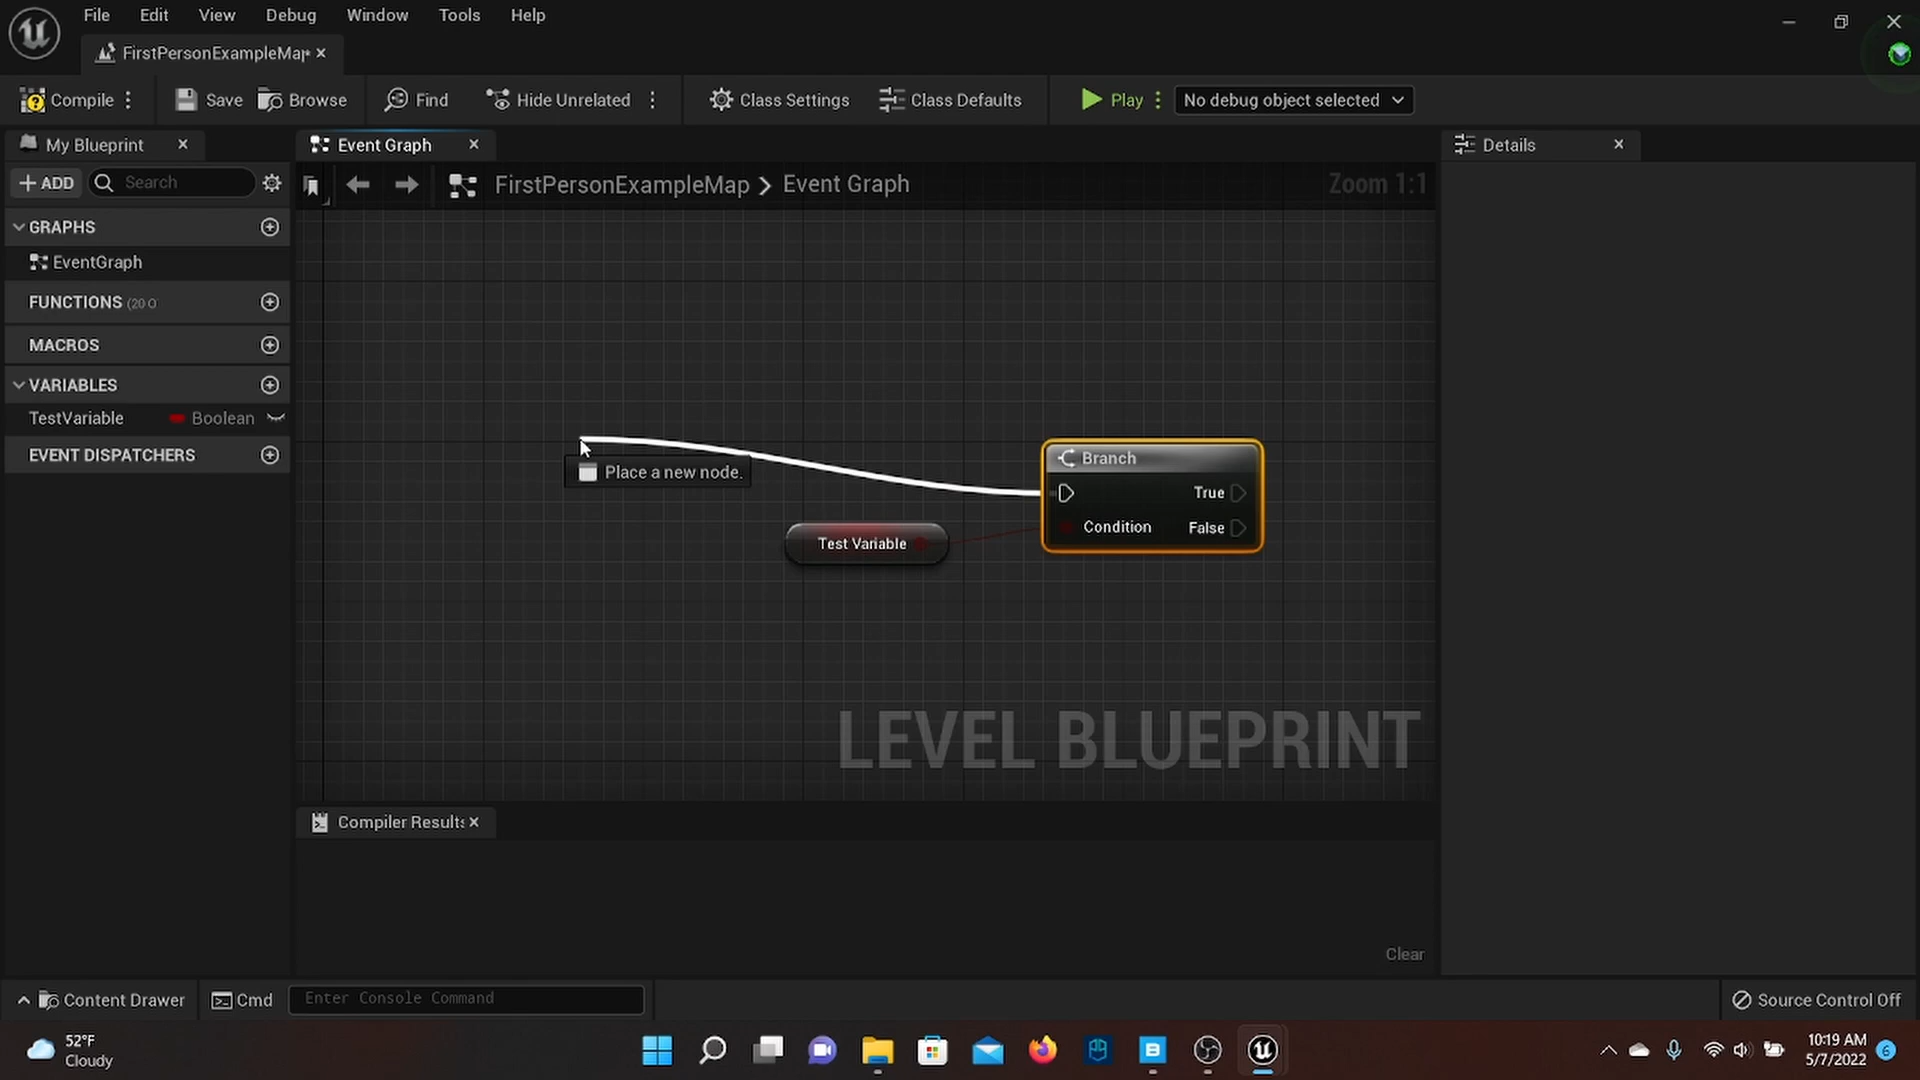 File Edit View Debug Window Tools Help
FirstPersonExampleMap•
Compile Save Browse Find Hide Unrelated Class Settings Class Defaults Play No debug object selected
My Blueprint
Event Graph
Details
ADD Search
FirstPersonExampleMap > Event Graph Zoom 1:1
GRAPHS
EventGraph
FUNCTIONS (20 O
MACROS
VARIABLES
TestVariable Boolean
EVENT DISPATCHERS
Place a new node.
Branch
True
Condition False
Test Variable
LEVEL BLUEPRINT
Compiler Results
Clear
Content Drawer Cmd Enter Console Command Source Control Off
52°F
Cloudy
10:19 AM
5/7/2022 6